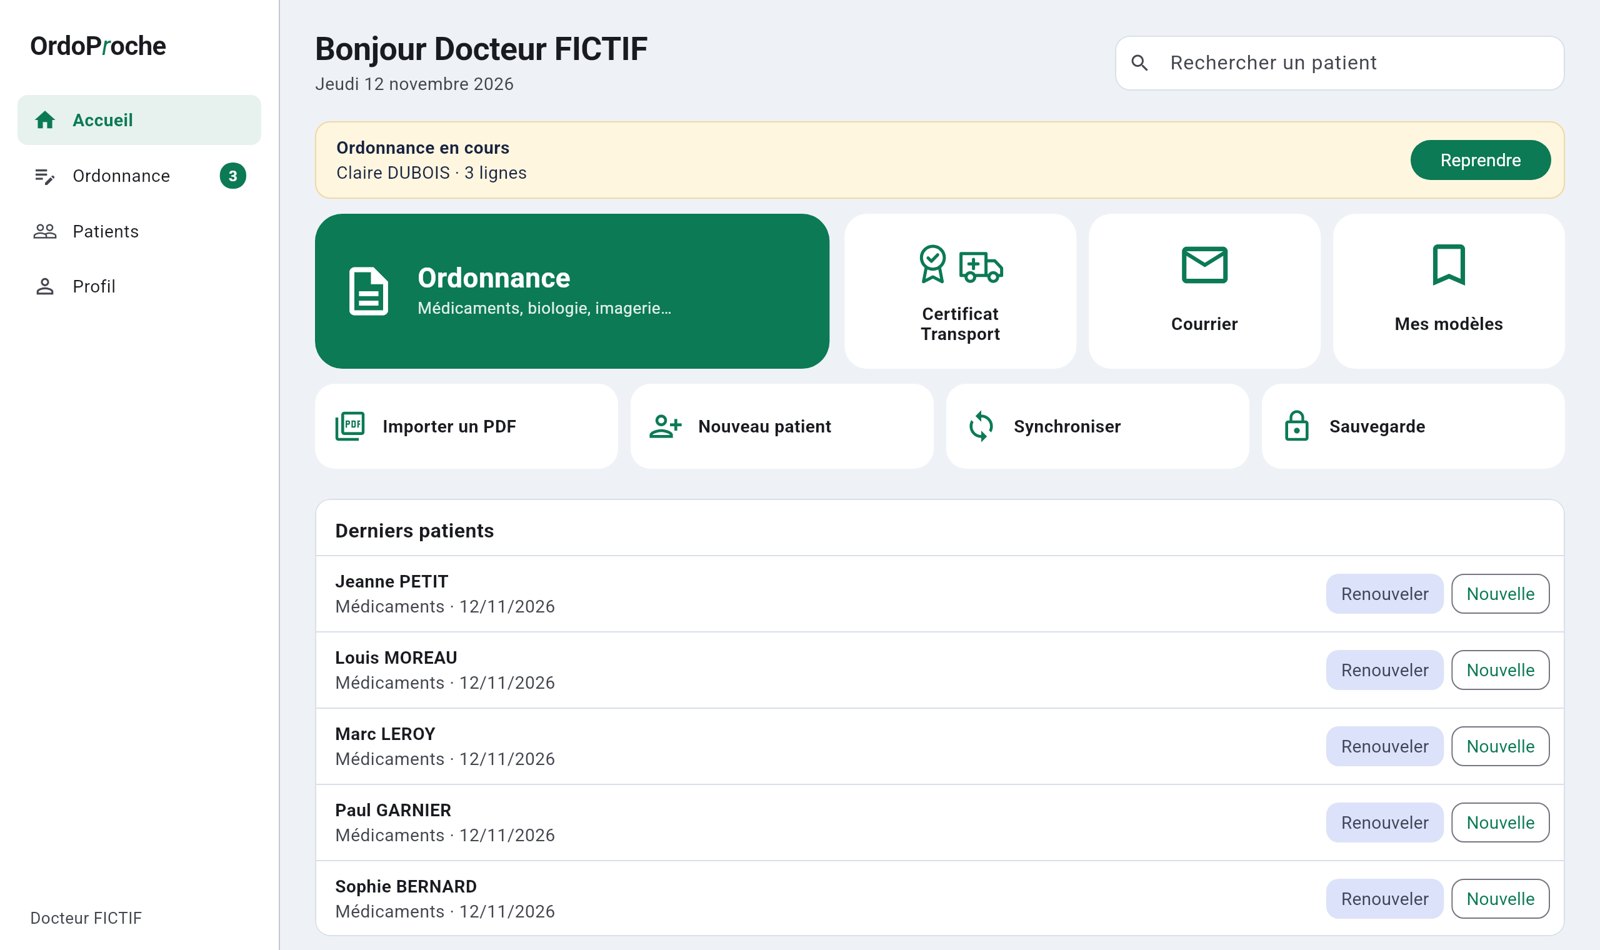 OrdoProche
Accueil
Ordonnance 3
Patients
Profil
Docteur FICTIF
Bonjour Docteur FICTIF
Jeudi 12 novembre 2026
Rechercher un patient
Ordonnance en cours
Claire DUBOIS · 3 lignes
Reprendre
Ordonnance
Médicaments, biologie, imagerie…
Certificat
Transport
Courrier
Mes modèles
PDF
Importer un PDF
Nouveau patient
Synchroniser
Sauvegarde
Derniers patients
Jeanne PETIT
Médicaments · 12/11/2026
Renouveler
Nouvelle
Louis MOREAU
Médicaments · 12/11/2026
Renouveler
Nouvelle
Marc LEROY
Médicaments · 12/11/2026
Renouveler
Nouvelle
Paul GARNIER
Médicaments · 12/11/2026
Renouveler
Nouvelle
Sophie BERNARD
Médicaments · 12/11/2026
Renouveler
Nouvelle